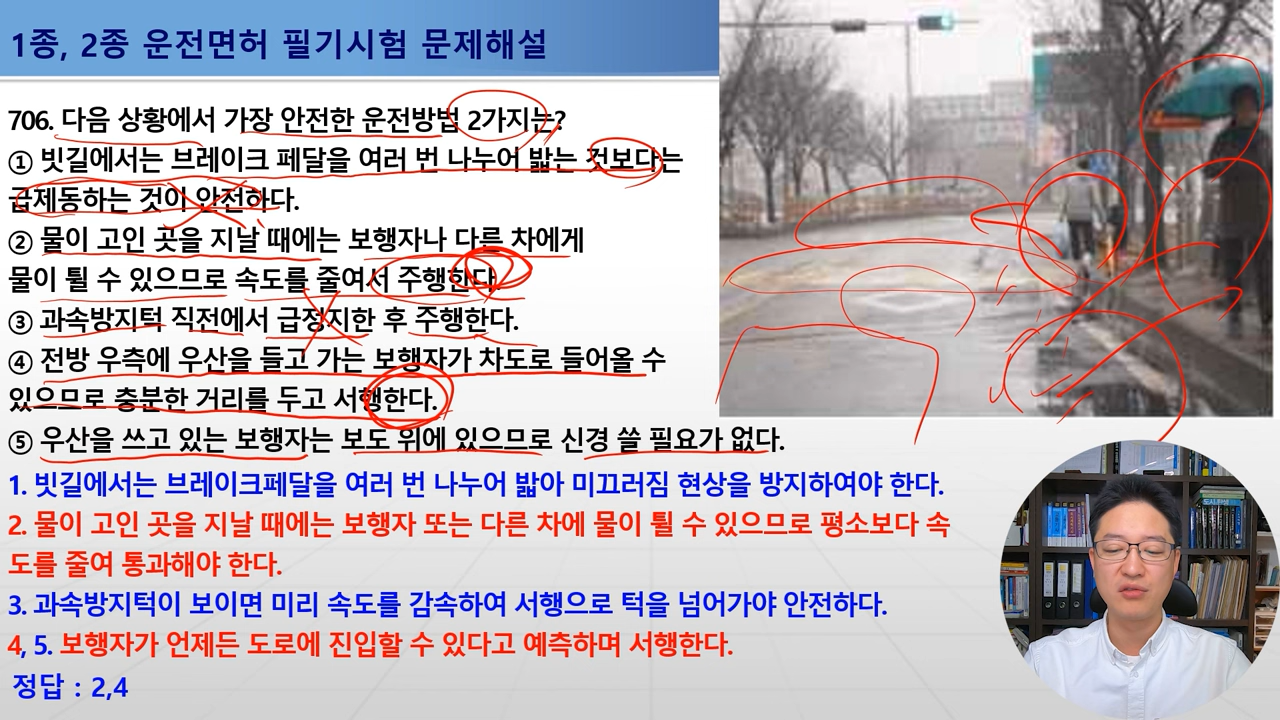 1종, 2종 운전면허 필기시험 문제해설
706. 다음 상황에서 가장 안전한 운전방법 2가지는?
① 빗길에서는 브레이크 페달을 여러 번 나누어 밟는 것보다는
급제동하는 것이 안전하다.
② 물이 고인 곳을 지날 때에는 보행자나 다른 차에게
물이 튈 수 있으므로 속도를 줄여서 주행한다.
③ 과속방지턱 직전에서 급정지한 후 주행한다.
④ 전방 우측에 우산을 들고 가는 보행자가 차도로 들어올 수
있으므로 충분한 거리를 두고 서행한다.
⑤ 우산을 쓰고 있는 보행자는 보도 위에 있으므로 신경 쓸 필요가 없다.
1. 빗길에서는 브레이크페달을 여러 번 나누어 밟아 미끄러짐 현상을 방지하여야 한다.
2. 물이 고인 곳을 지날 때에는 보행자 또는 다른 차에 물이 튈 수 있으므로 평소보다 속
도를 줄여 통과해야 한다.
3. 과속방지턱이 보이면 미리 속도를 감속하여 서행으로 턱을 넘어가야 안전하다.
4, 5. 보행자가 언제든 도로에 진입할 수 있다고 예측하며 서행한다.
정답 : 2,4